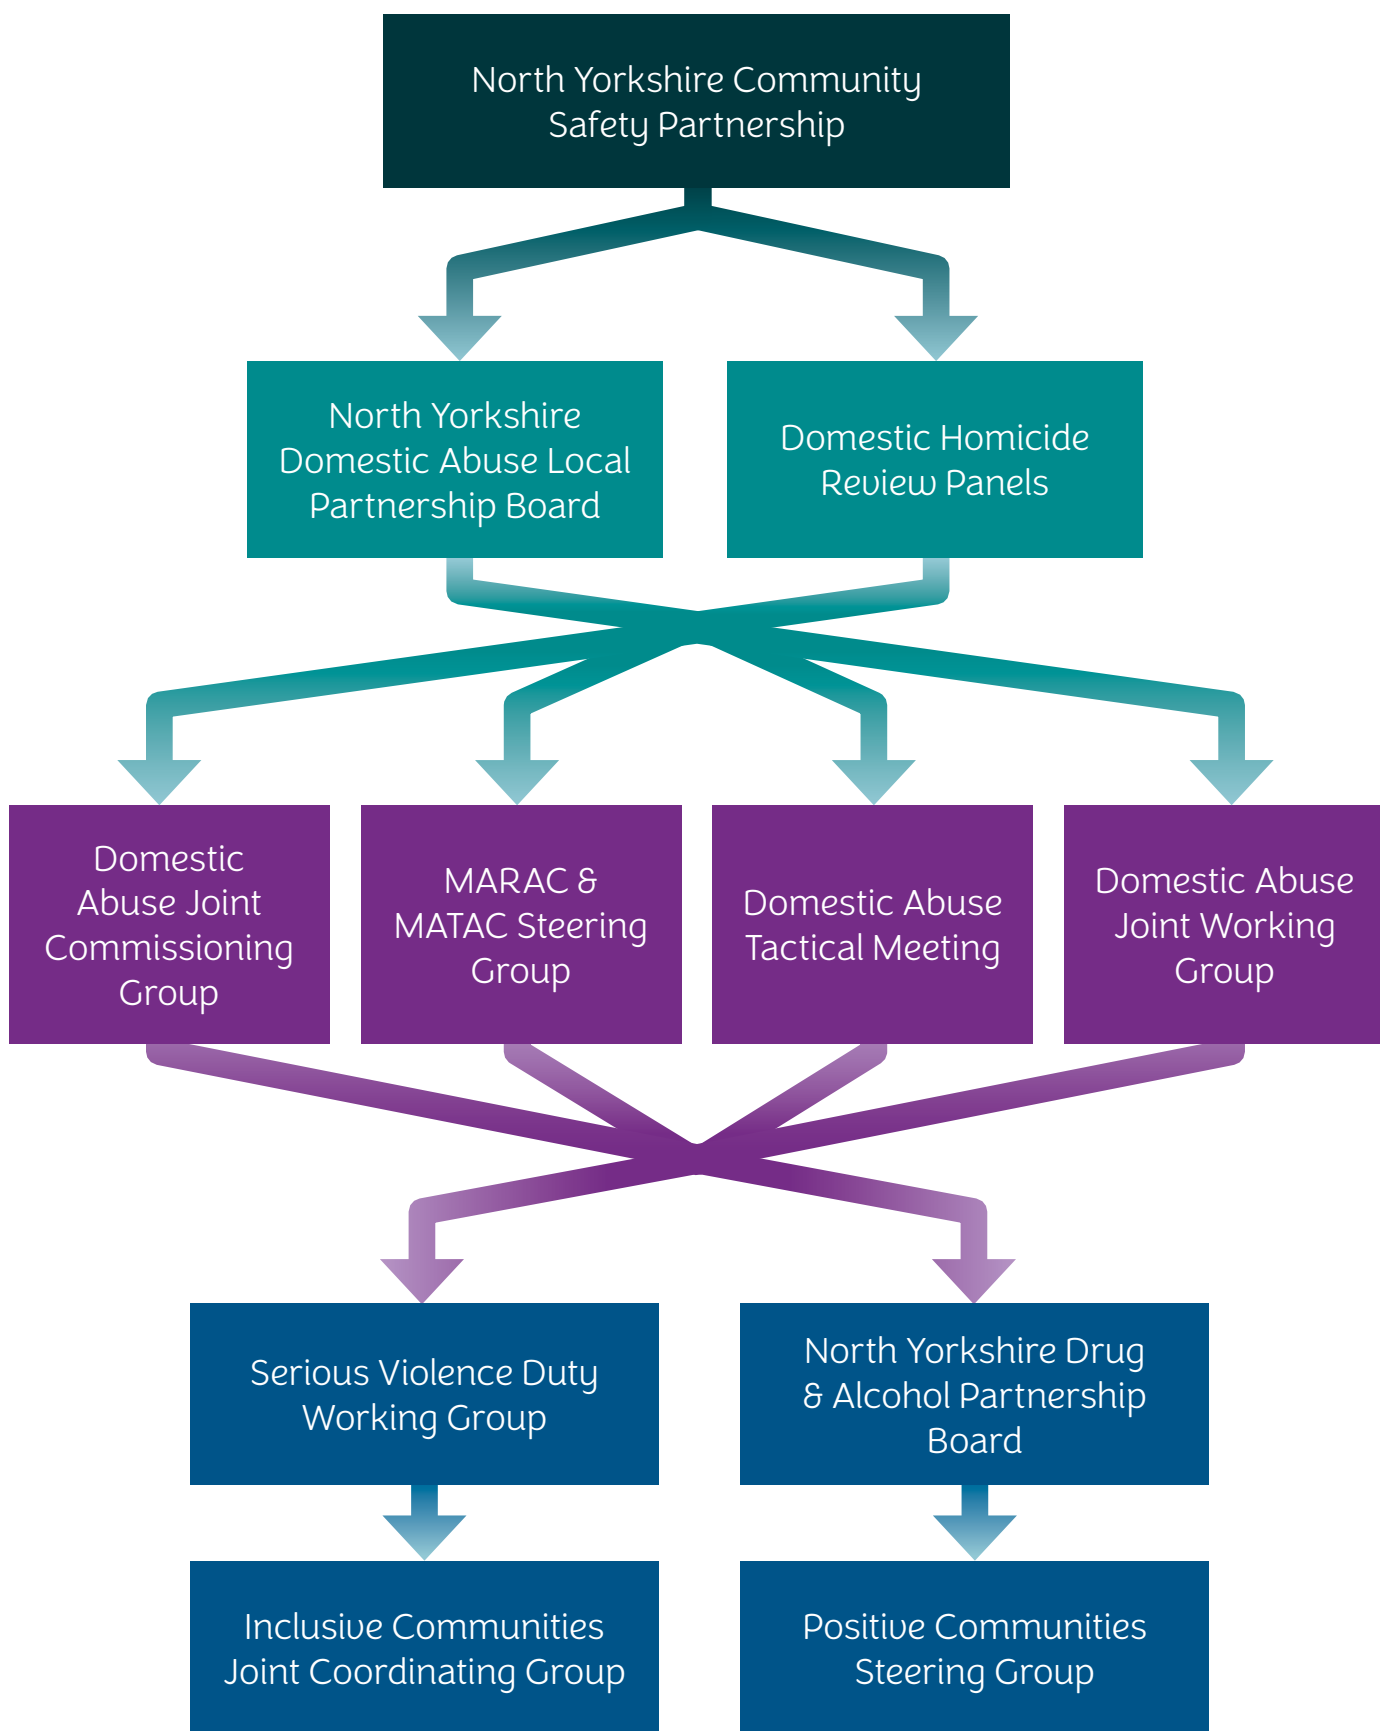 North Yorkshire Community
Safety Partnership
North Yorkshire
Domestic Abuse Local
Partnership Board
Domestic Homicide
Review Panels
Domestic
Abuse Joint
Commissioning
Group
MARAC &
MATAC Steering
Group
Domestic Abuse
Tactical Meeting
Domestic Abuse
Joint Working
Group
Serious Violence Duty
Working Group
North Yorkshire Drug
& Alcohol Partnership
Board
Inclusive Communities
Joint Coordinating Group
Positive Communities
Steering Group